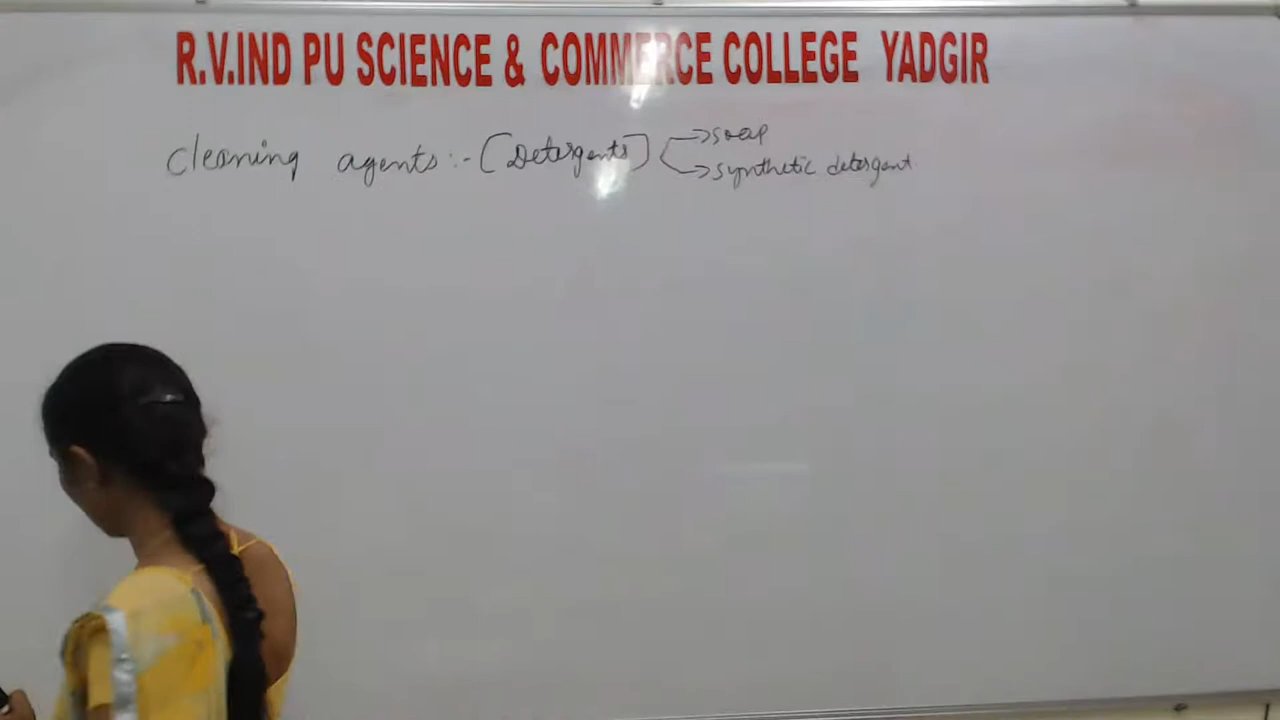 R.V.IND PU SCIENCE & COMMERCE COLLEGE YADGIR
cleaning agents :- [Detergents] → soap
→ synthetic detergent